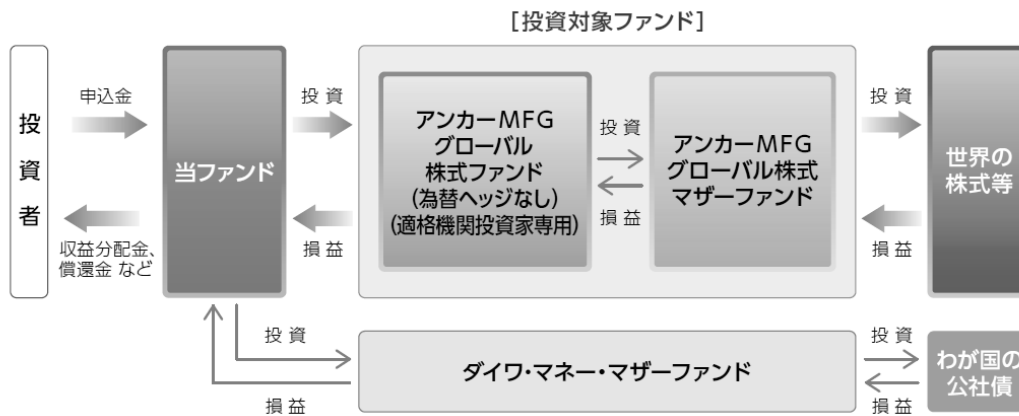 ［投資対象ファンド］
投資者
申込金
収益分配金、
償還金 など
当ファンド
投 資
損 益
アンカーMFG
グローバル
株式ファンド
(為替ヘッジなし)
(適格機関投資家専用)
投 資
損 益
アンカーMFG
グローバル株式
マザーファンド
投 資
損 益
世界の
株式等
投 資
損 益
ダイワ・マネー・マザーファンド
投 資
損 益
わが国の
公社債